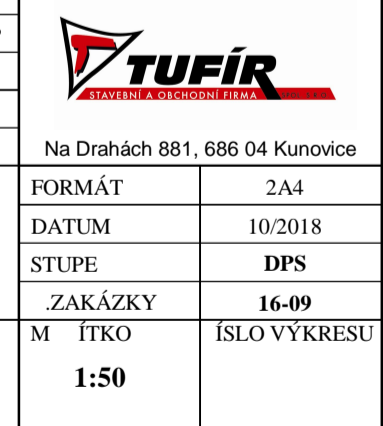 TUFÍR
STAVEBNÍ A OBCHODNÍ FIRMA SPOL. S R.O.
Na Drahách 881, 686 04 Kunovice
FORMÁT 2A4
DATUM 10/2018
STUPE DPS
.ZAKÁZKY 16-09
M ÍTKO ÍSLO VÝKRESU
1:50